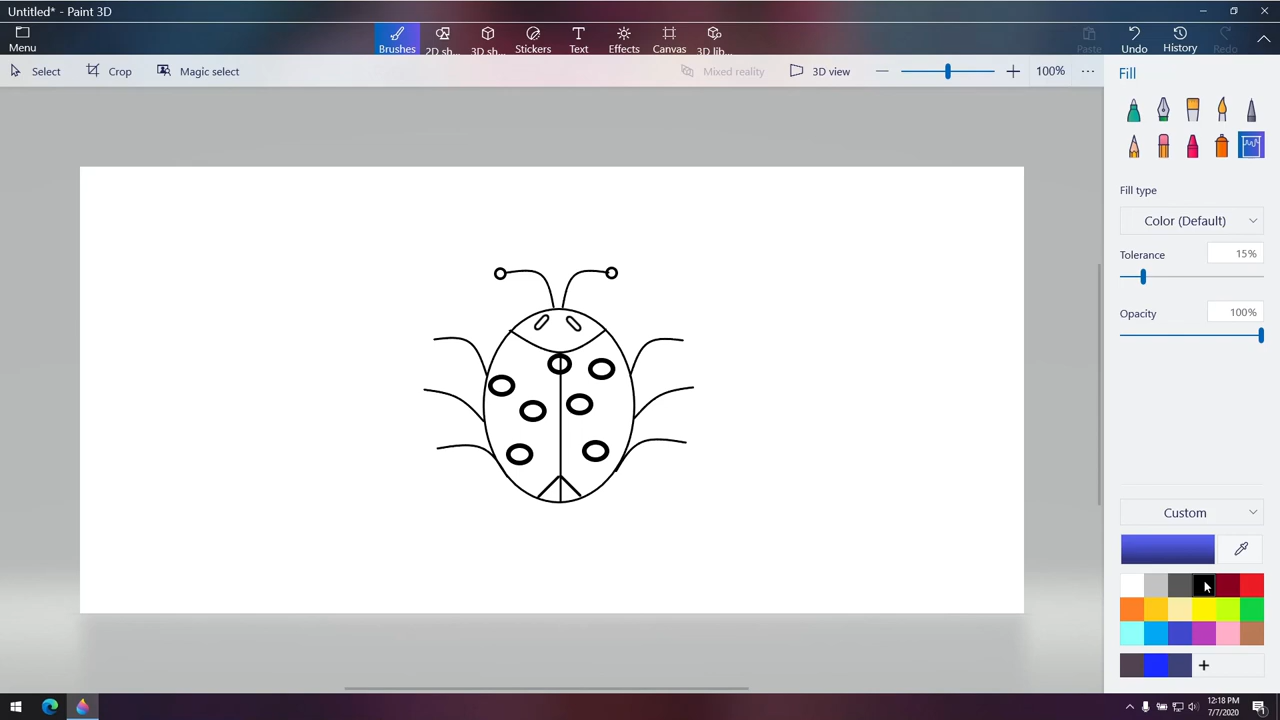 Untitled* - Paint 3D
Menu
Brushes
2D sh...
3D sh...
Stickers
Text
Effects
Canvas
3D lib...
Paste
Undo
History
Redo
Select
Crop
Magic select
Mixed reality
3D view
100%
Fill
Fill type
Color (Default)
Tolerance
15%
Opacity
100%
Custom
12:18 PM
7/7/2020
1